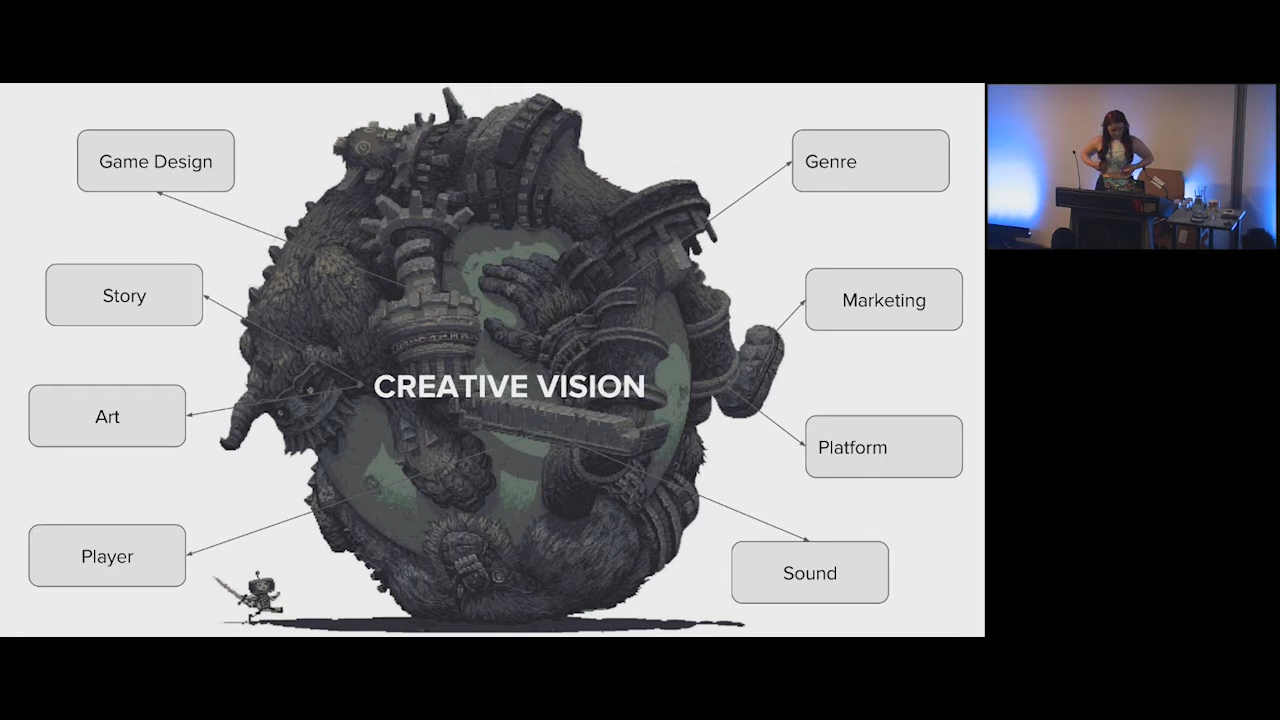 Game Design
Genre
Story
Marketing
CREATIVE VISION
Art
Platform
Player
Sound